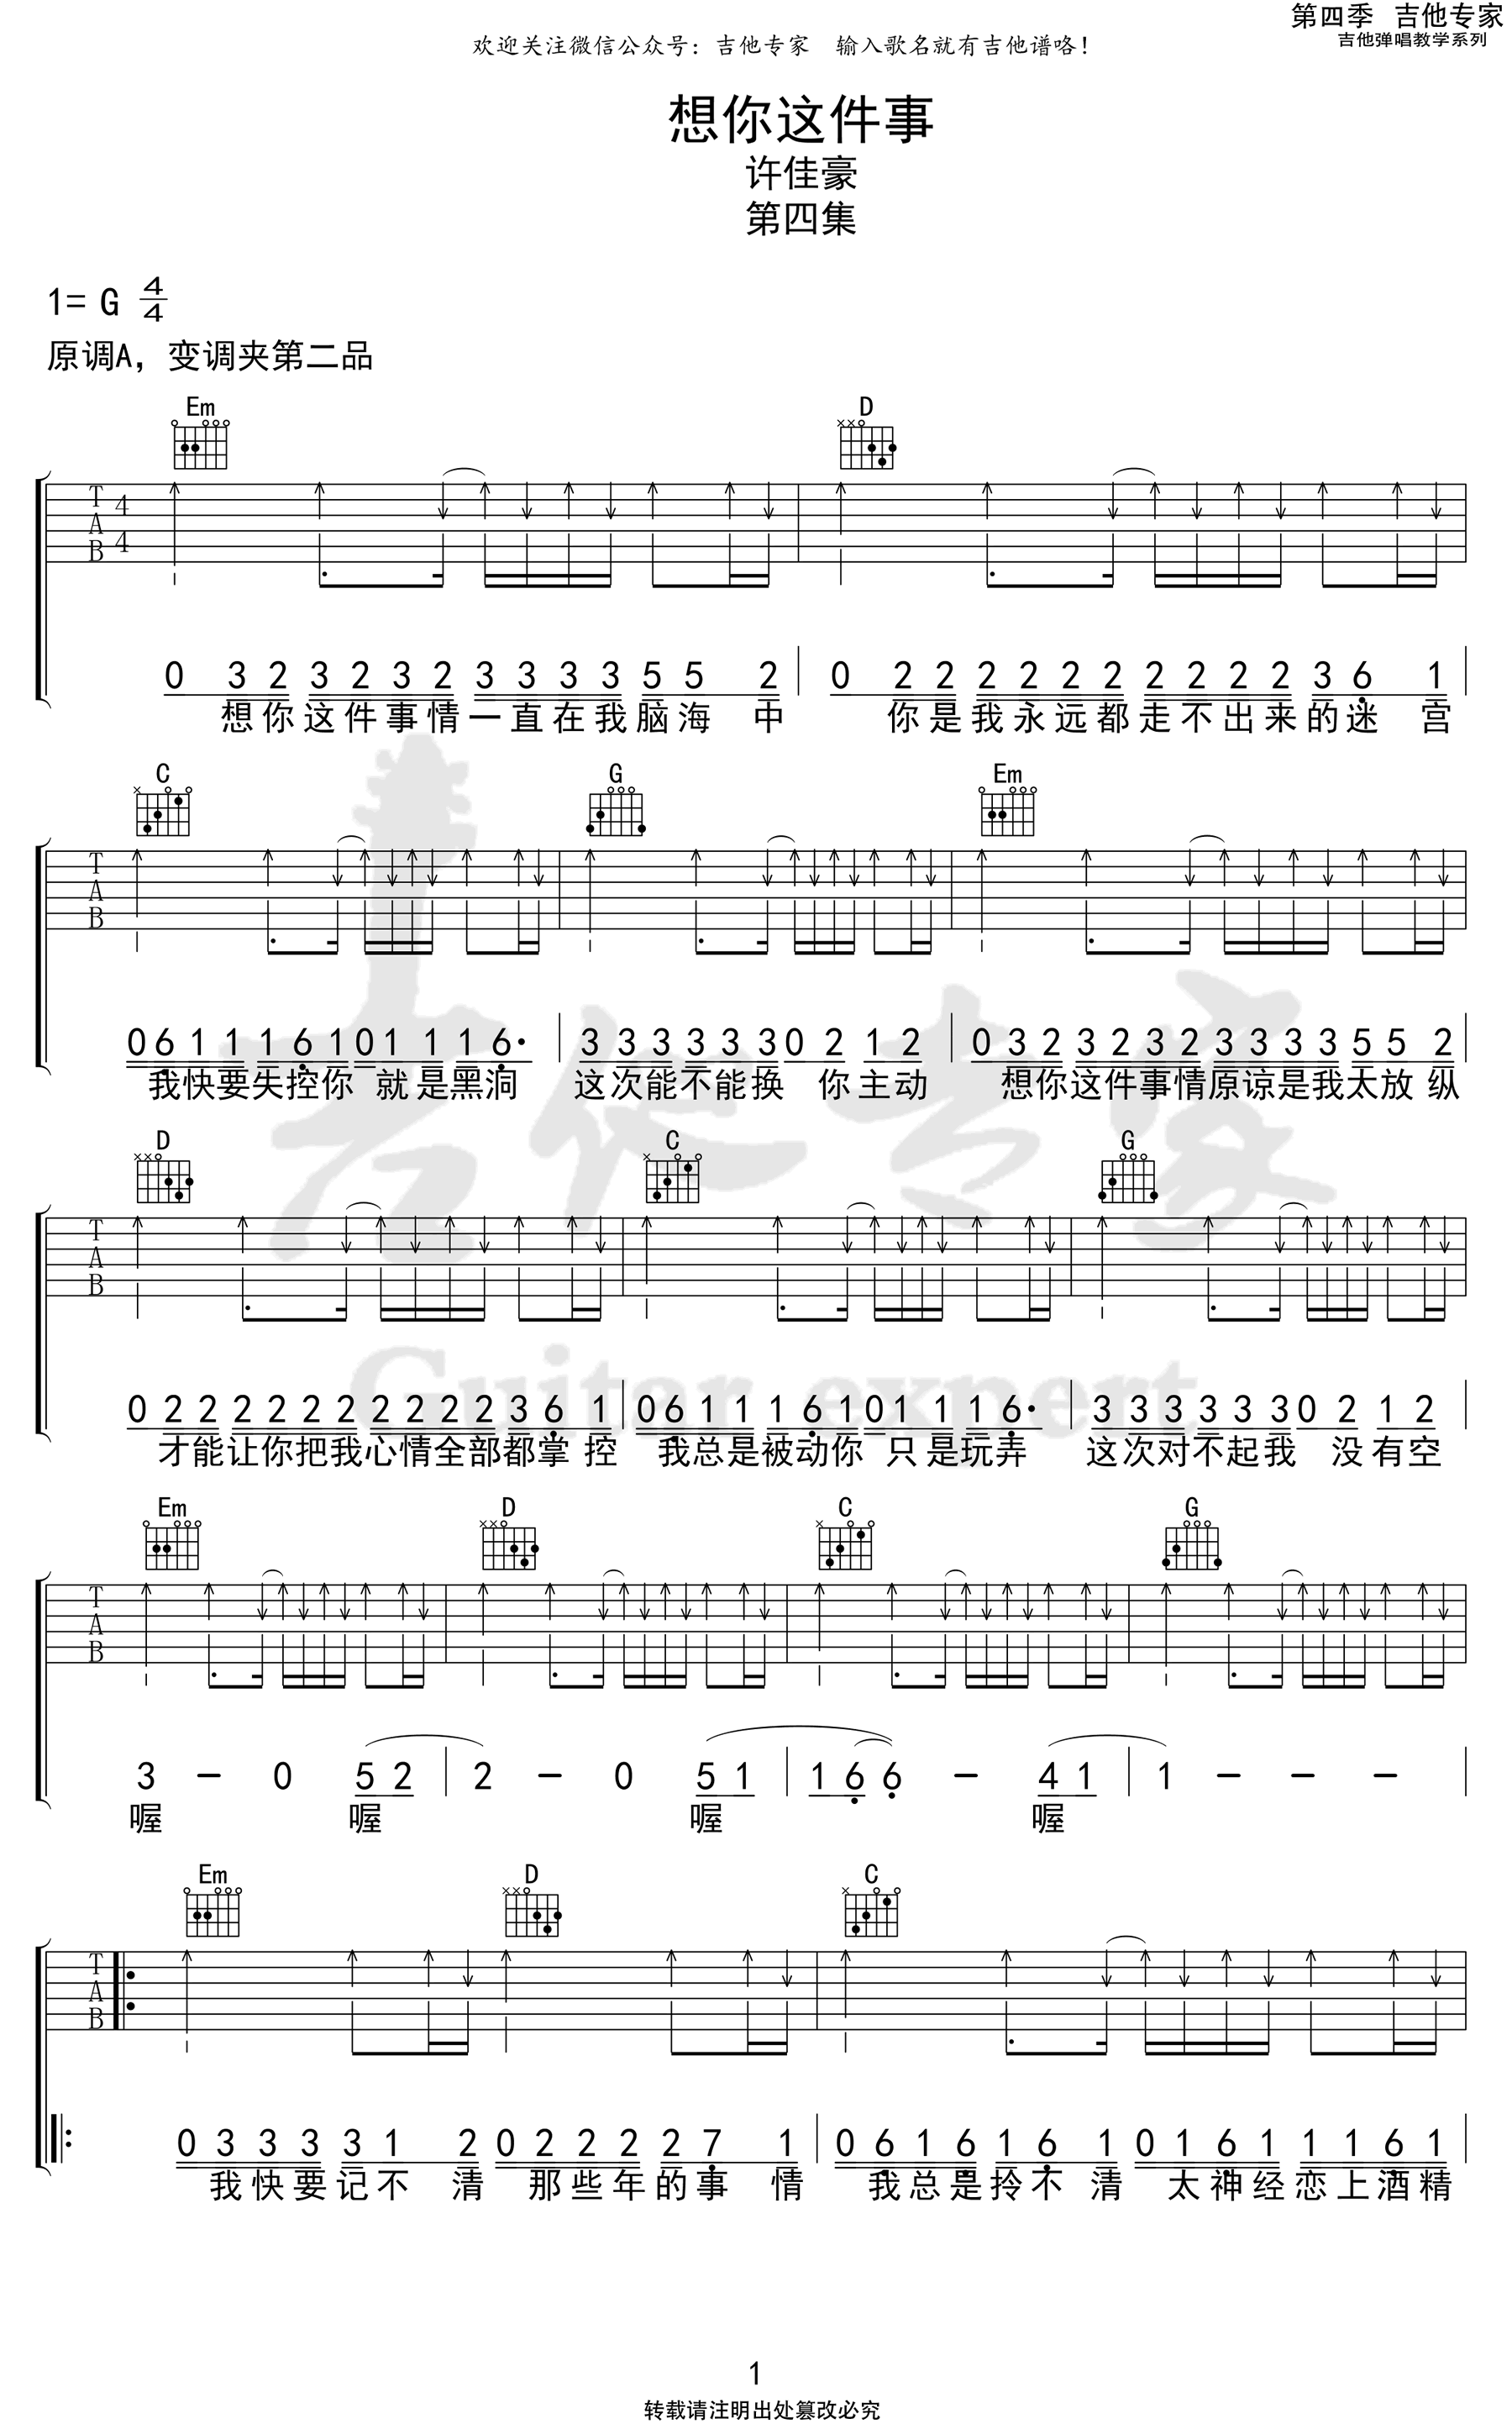 第四季 吉他专家
吉他弹唱教学系列
欢迎关注微信公众号：吉他专家 输入歌名就有吉他谱咯！
想你这件事
许佳豪
第四集
1= G 4/4
原调A，变调夹第二品
Em D
T A B 4 4
0 3 2 3 2 3 2 3 3 3 3 5 5 2 | 0 2 2 2 2 2 2 2 2 2 2 3 6 1
想你这件事情一直在我脑海中 你是我永远都走不出来的迷宫
C G Em
T A B
0 6 1 1 1 6 1 0 1 1 1 6· | 3 3 3 3 3 3 0 2 1 2 | 0 3 2 3 2 3 2 3 3 3 3 5 5 2
我快要失控你 就是黑洞 这次能不能换 你主动 想你这件事情原谅是我太放纵
D C G
T A B
0 2 2 2 2 2 2 2 2 2 2 3 6 1 | 0 6 1 1 1 6 1 0 1 1 1 6· | 3 3 3 3 3 3 0 2 1 2
才能让你把我心情全部都掌控 我总是被动你 只是玩弄 这次对不起我 没有空
吉他专家
Guitar expert
Em D C G
T A B
3 – 0 5 2 | 2 – 0 5 1 | 1 6 6 – 4 1 | 1 – – –
喔 喔 喔 喔
Em D C
T A B
0 3 3 3 3 1 2 0 2 2 2 2 7 1 | 0 6 1 6 1 6 1 0 1 6 1 1 1 6 1
我快要记不清 那些年的事情 我总是拎不清 太神经恋上酒精
1
转载请注明出处篡改必究